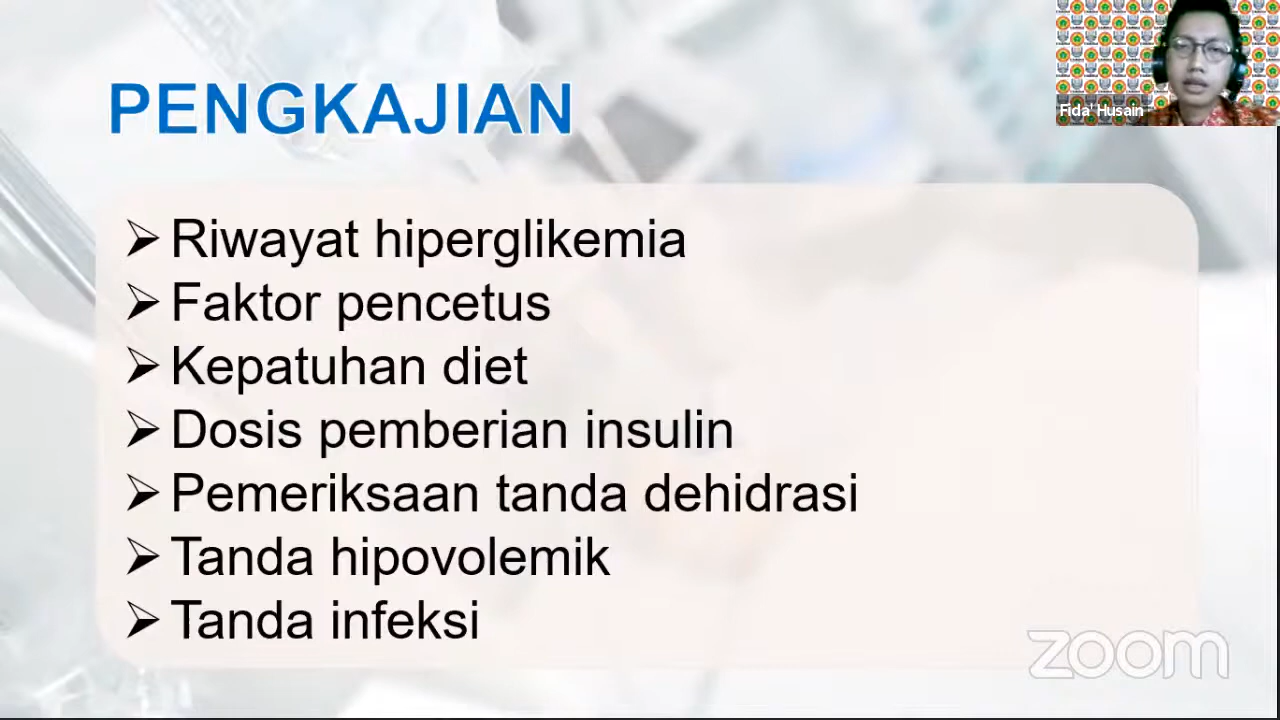 PENGKAJIAN
Fida' Husain
➢ Riwayat hiperglikemia
➢ Faktor pencetus
➢ Kepatuhan diet
➢ Dosis pemberian insulin
➢ Pemeriksaan tanda dehidrasi
➢ Tanda hipovolemik
➢ Tanda infeksi
zoom